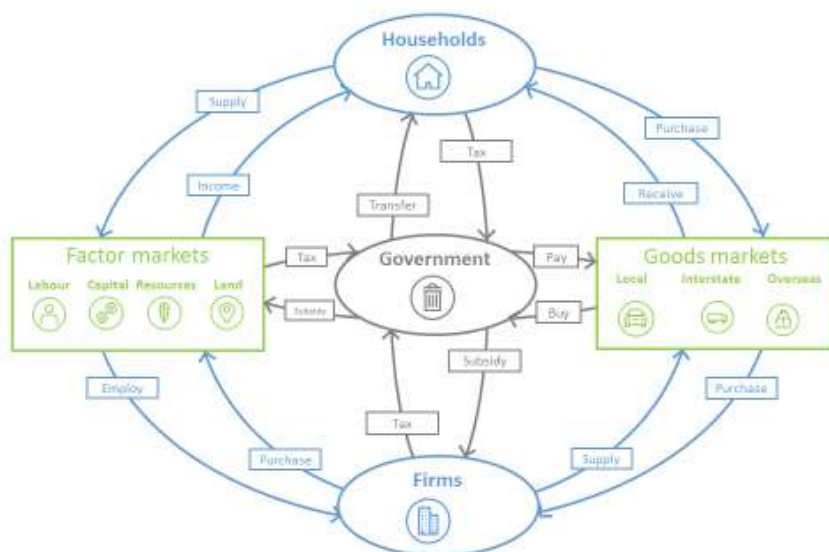 Households
Supply
Purchase
Tax
Income
Receive
Transfer
Factor markets
Labour Capital Resources Land
Tax
Government
Pay
Goods markets
Local Interstate Overseas
Subsidy
Buy
Subsidy
Employ
Purchase
Tax
Purchase
Supply
Firms